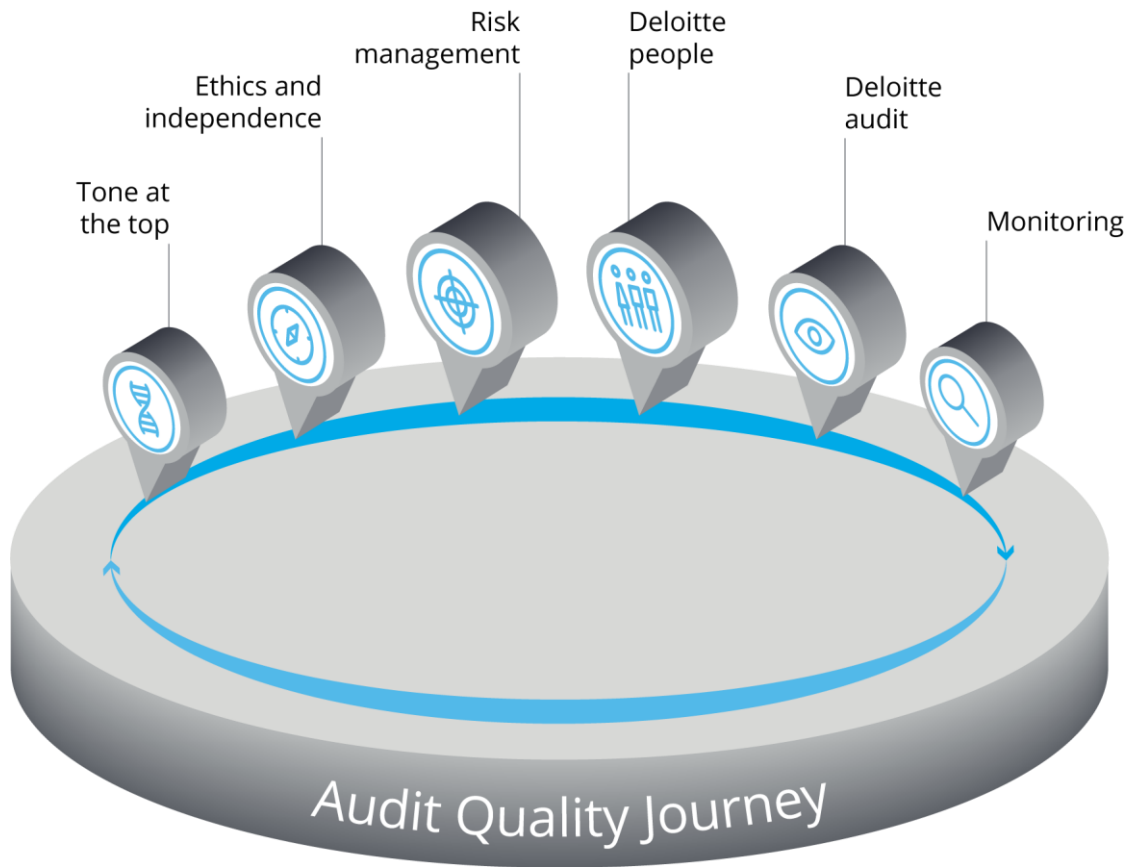 Tone at
the top
Ethics and
independence
Risk
management
Deloitte
people
Deloitte
audit
Monitoring
Audit Quality Journey